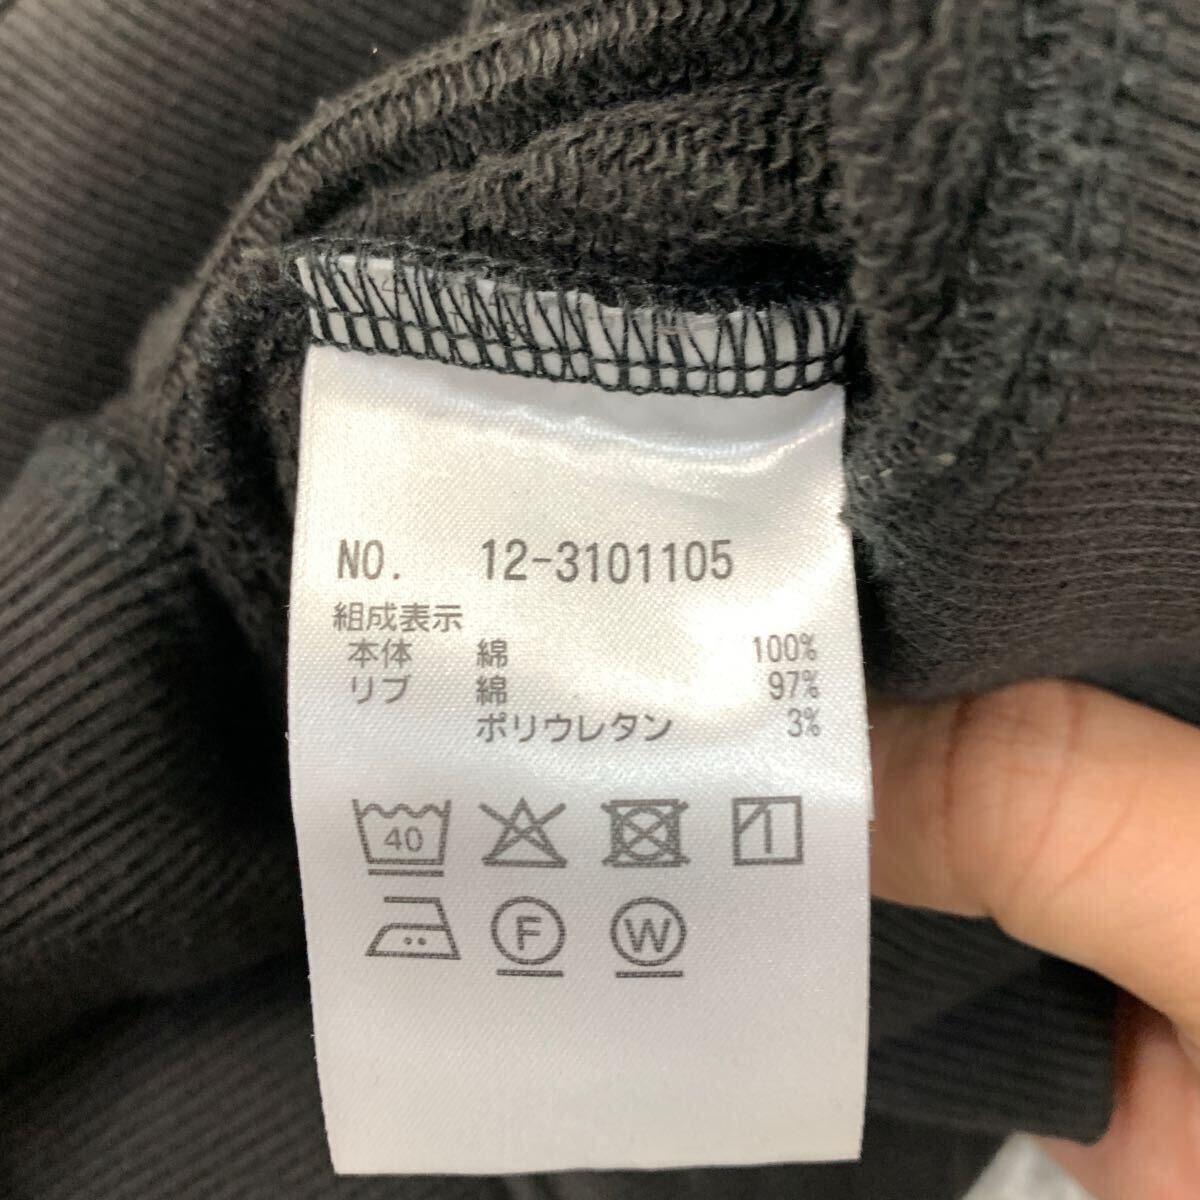 NO. 12-3101105
組成表示
本体 綿 100%
リブ 綿 97%
ポリウレタン 3%
40
F W